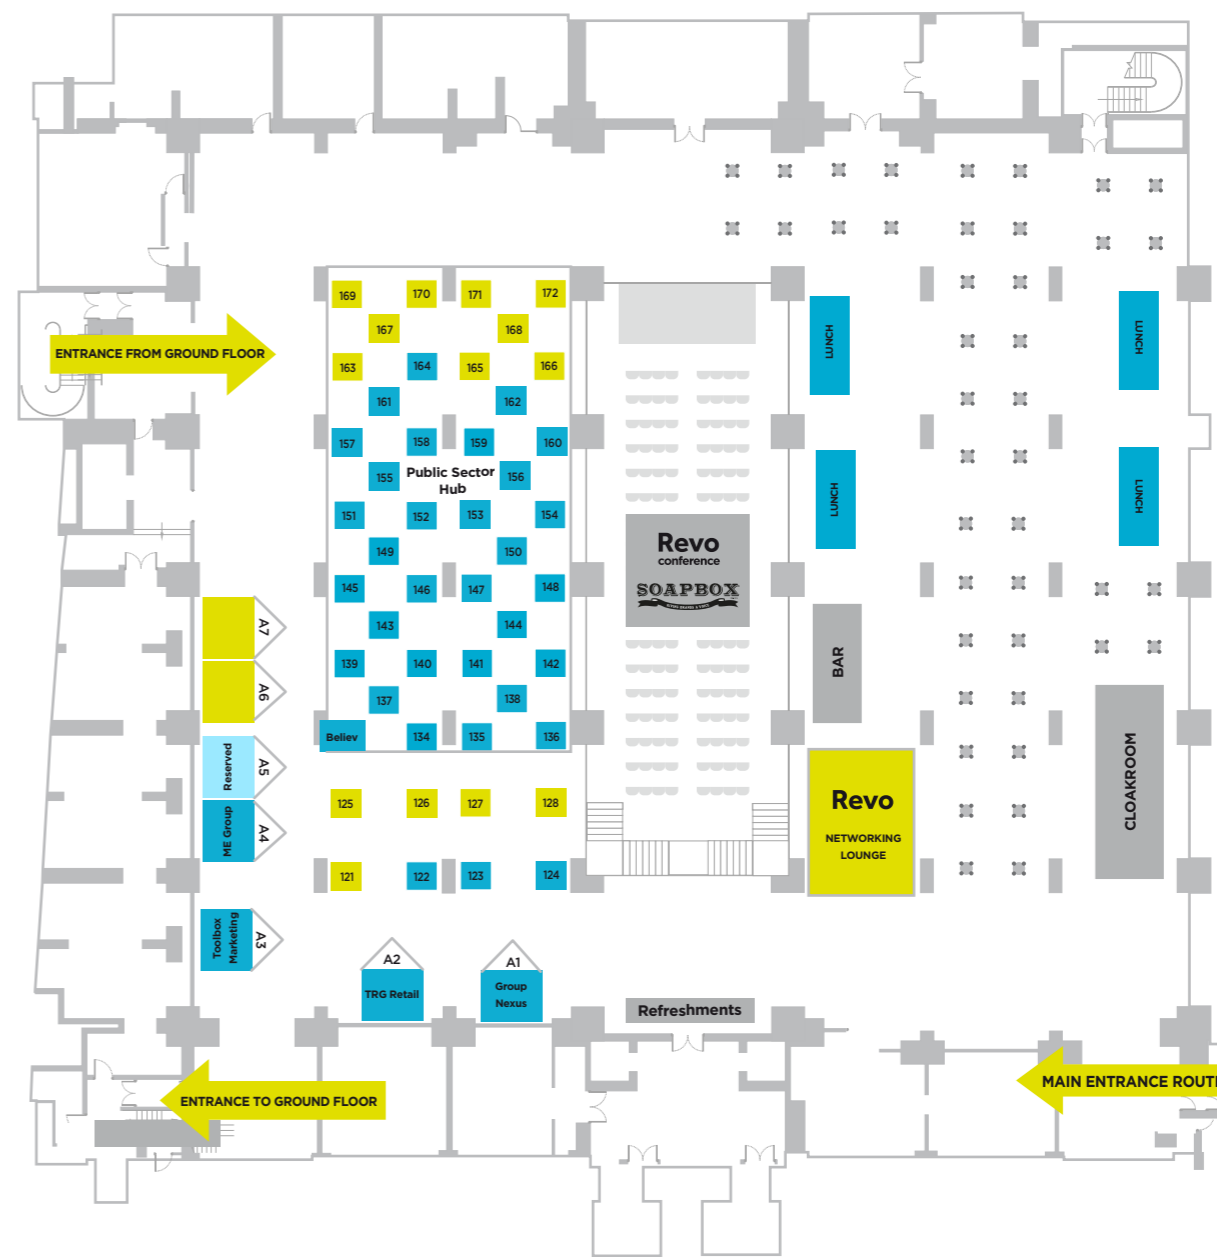 169
170
171
172
167
168
ENTRANCE FROM GROUND FLOOR
163
164
165
166
161
162
157
158
159
160
Public Sector
Hub
155
156
151
152
153
154
149
150
145
146
147
148
143
144
139
140
141
142
137
138
Believ
134
135
136
125
126
127
128
121
122
123
124
A7
A6
Reserved
A5
ME Group
A4
Toolbox
Marketing
A3
A2
TRG Retail
A1
Group
Nexus
Revo
conference
SOAPBOX
LUNCH
LUNCH
LUNCH
LUNCH
BAR
Revo
NETWORKING
LOUNGE
CLOAKROOM
Refreshments
ENTRANCE TO GROUND FLOOR
MAIN ENTRANCE ROUT